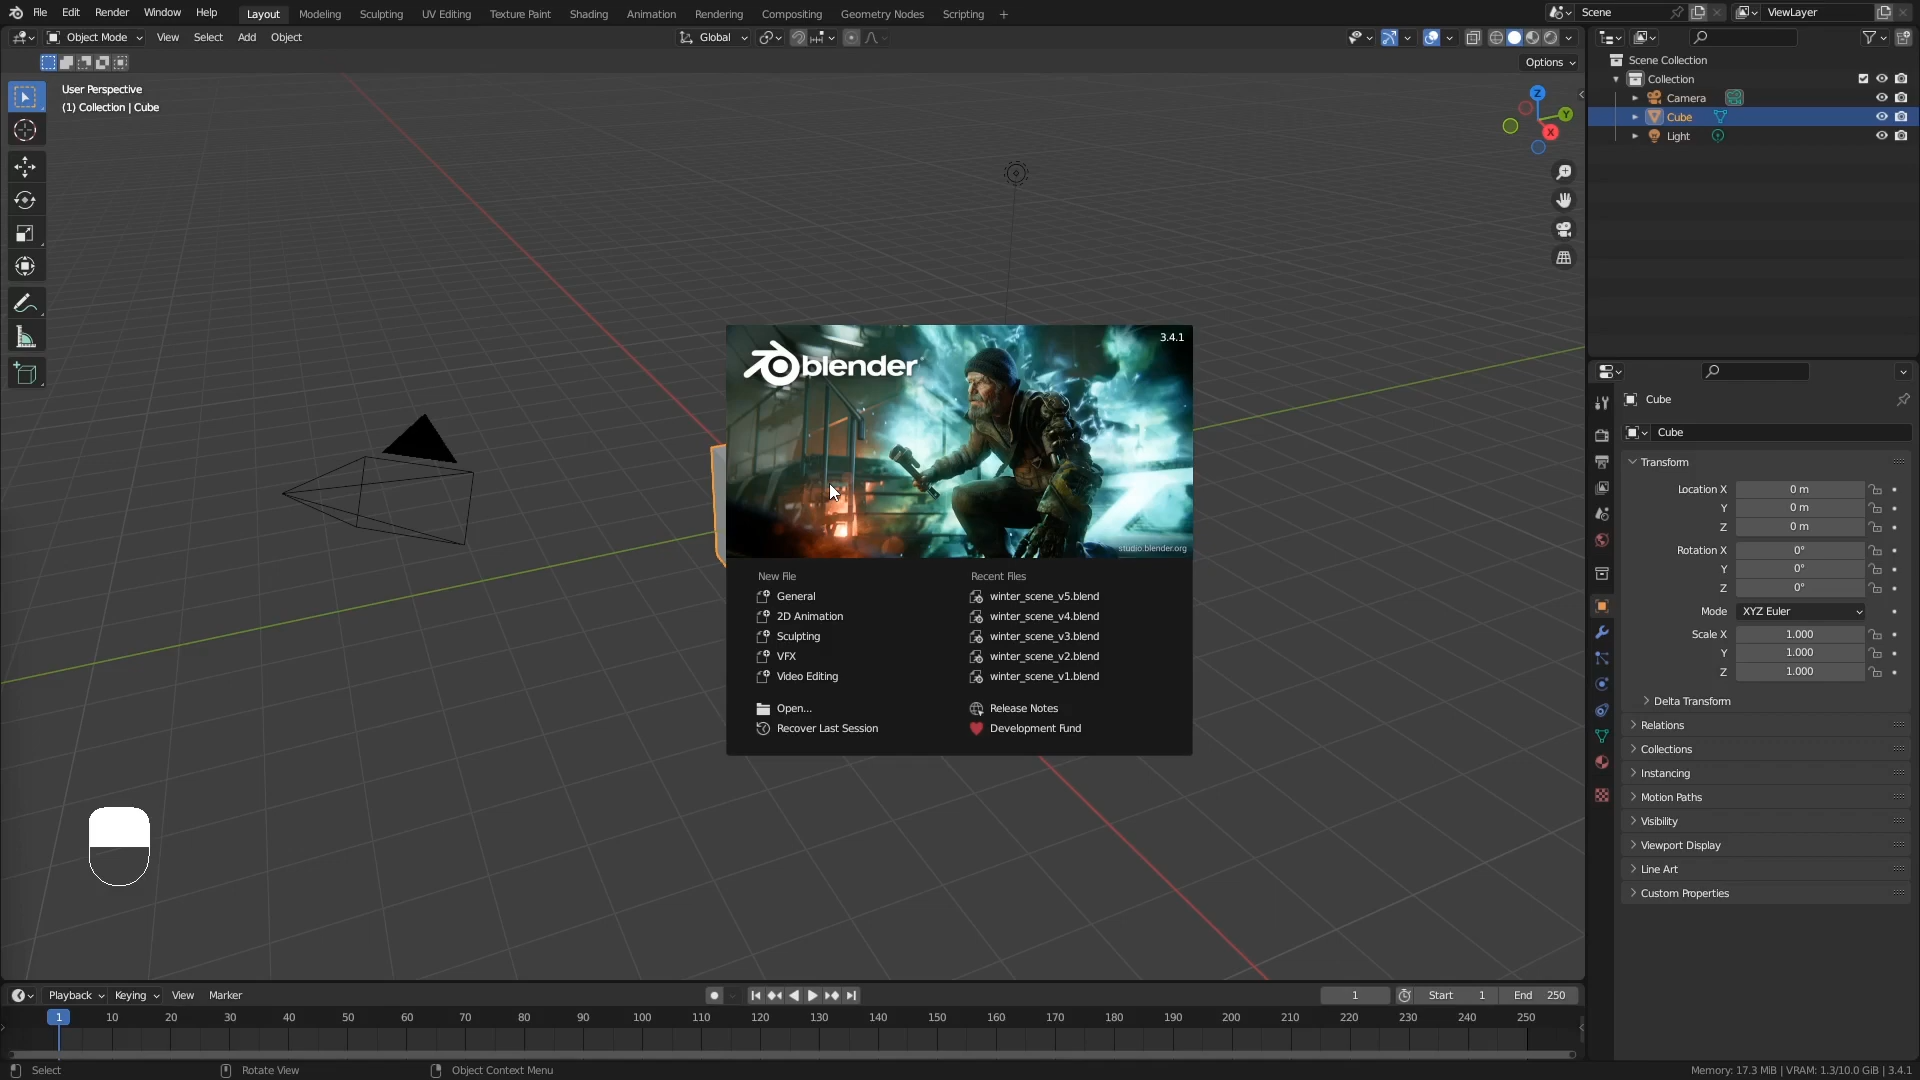 File Edit Render Window Help Layout Modeling Sculpting UV Editing Texture Paint Shading Animation Rendering Compositing Geometry Nodes Scripting + Scene ViewLayer
Object Mode View Select Add Object Global
Options
User Perspective
(1) Collection | Cube
Z
Y
X
Scene Collection
Collection
Camera
Cube
Light
3.4.1
blender
studio.blender.org
New File
General
2D Animation
Sculpting
VFX
Video Editing
Open...
Recover Last Session
Recent Files
winter_scene_v5.blend
winter_scene_v4.blend
winter_scene_v3.blend
winter_scene_v2.blend
winter_scene_v1.blend
Release Notes
Development Fund
Cube
Cube
Transform
Location X 0 m
Y 0 m
Z 0 m
Rotation X 0°
Y 0°
Z 0°
Mode XYZ Euler
Scale X 1.000
Y 1.000
Z 1.000
Delta Transform
Relations
Collections
Instancing
Motion Paths
Visibility
Viewport Display
Line Art
Custom Properties
Playback Keying View Marker 1 Start 1 End 250
1 10 20 30 40 50 60 70 80 90 100 110 120 130 140 150 160 170 180 190 200 210 220 230 240 250
Select Rotate View Object Context Menu Memory: 17.3 MiB | VRAM: 1.3/10.0 GiB | 3.4.1